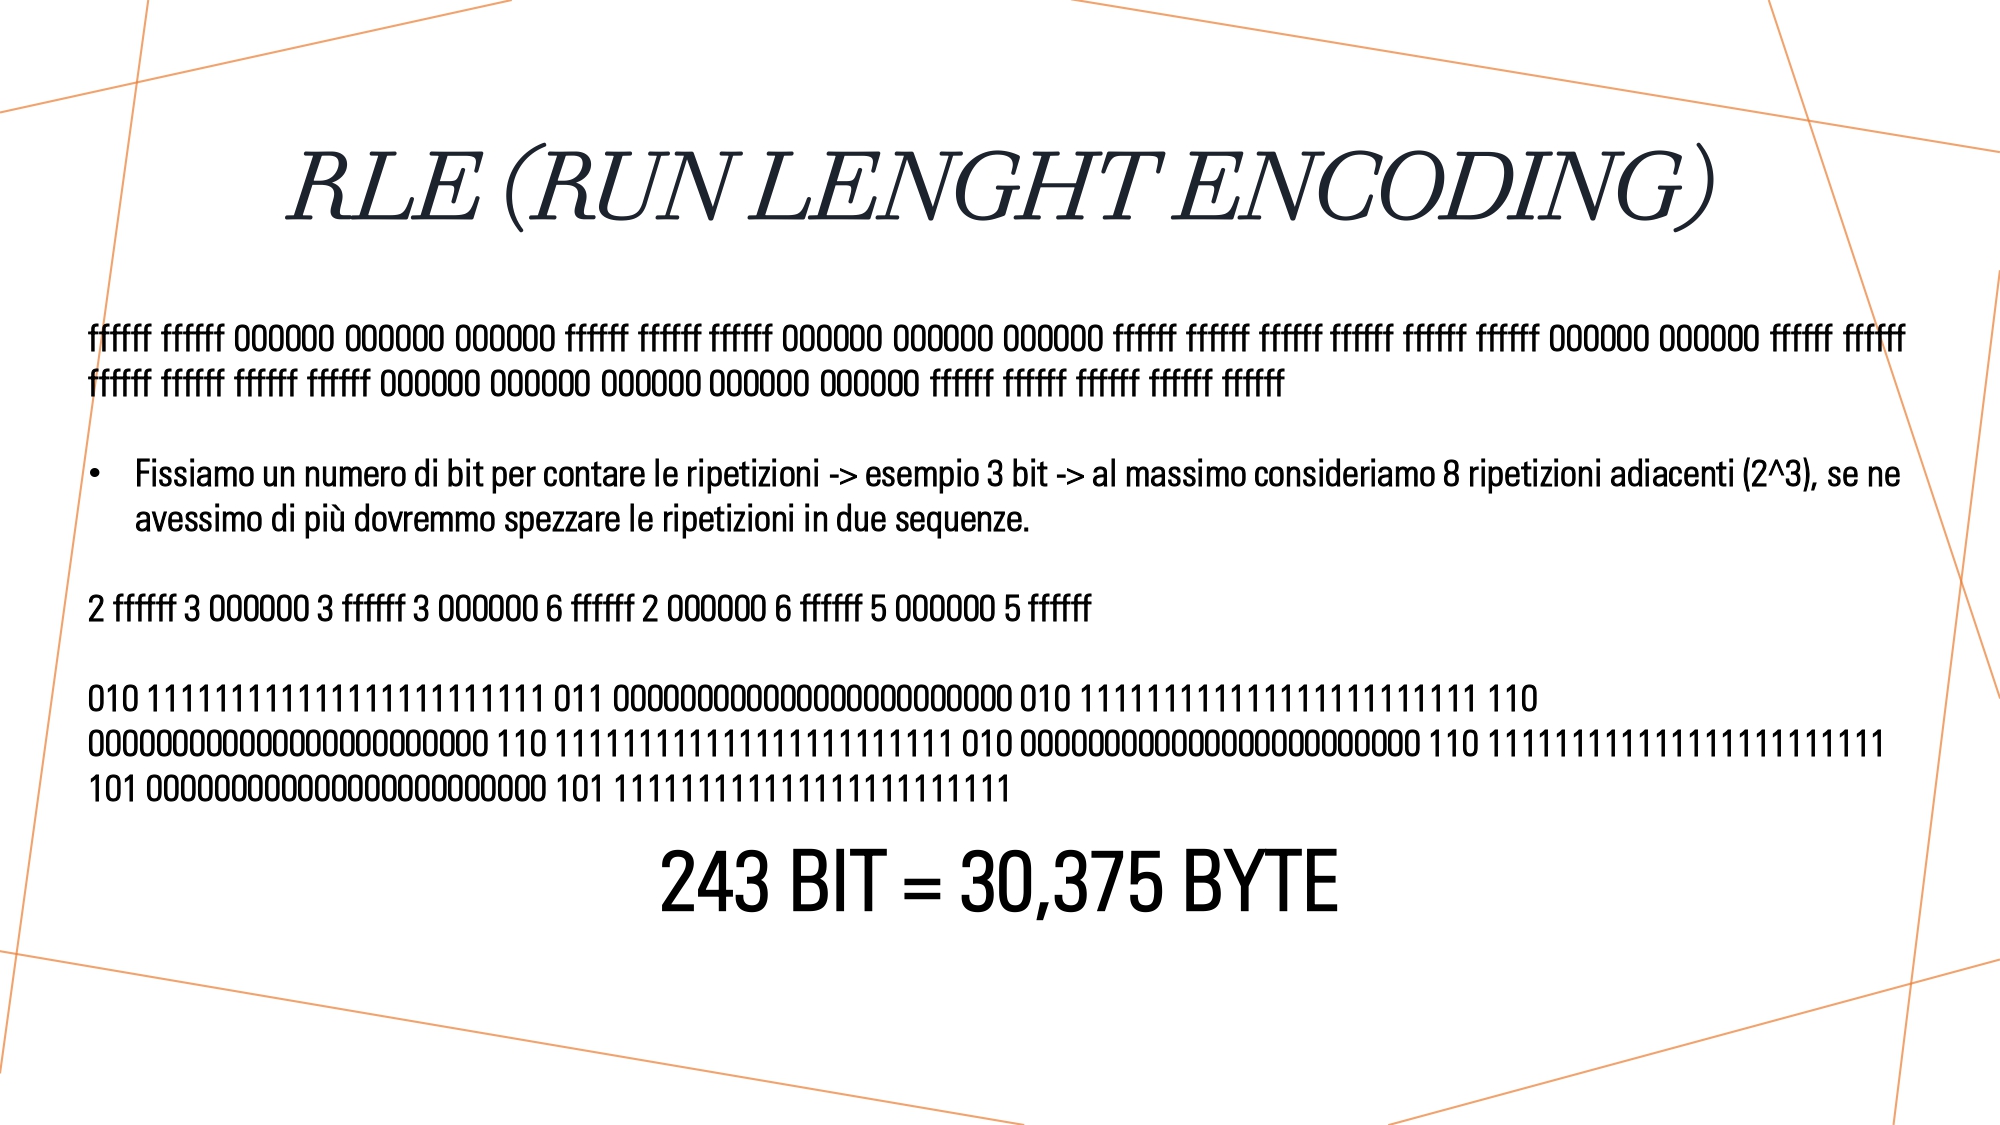 RLE (RUN LENGHT ENCODING)
ffffff ffffff 000000 000000 000000 ffffff ffffff ffffff 000000 000000 000000 ffffff ffffff ffffff ffffff ffffff ffffff 000000 000000 ffffff ffffff
ffffff ffffff ffffff ffffff 000000 000000 000000 000000 000000 ffffff ffffff ffffff ffffff ffffff
• Fissiamo un numero di bit per contare le ripetizioni -> esempio 3 bit -> al massimo consideriamo 8 ripetizioni adiacenti (2^3), se ne
avessimo di più dovremmo spezzare le ripetizioni in due sequenze.
2 ffffff 3 000000 3 ffffff 3 000000 6 ffffff 2 000000 6 ffffff 5 000000 5 ffffff
010 111111111111111111111111 011 000000000000000000000000 010 111111111111111111111111 110
000000000000000000000000 110 111111111111111111111111 010 000000000000000000000000 110 111111111111111111111111
101 000000000000000000000000 101 111111111111111111111111
243 BIT = 30,375 BYTE